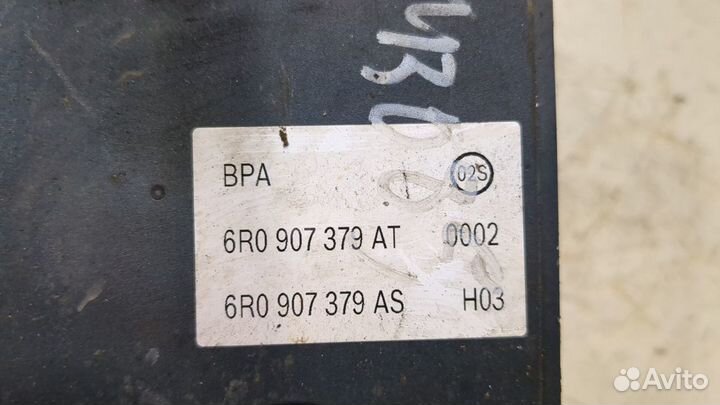 BPA 02S
6R0 907 379 AT 0002
6R0 907 379 AS H03
Avito